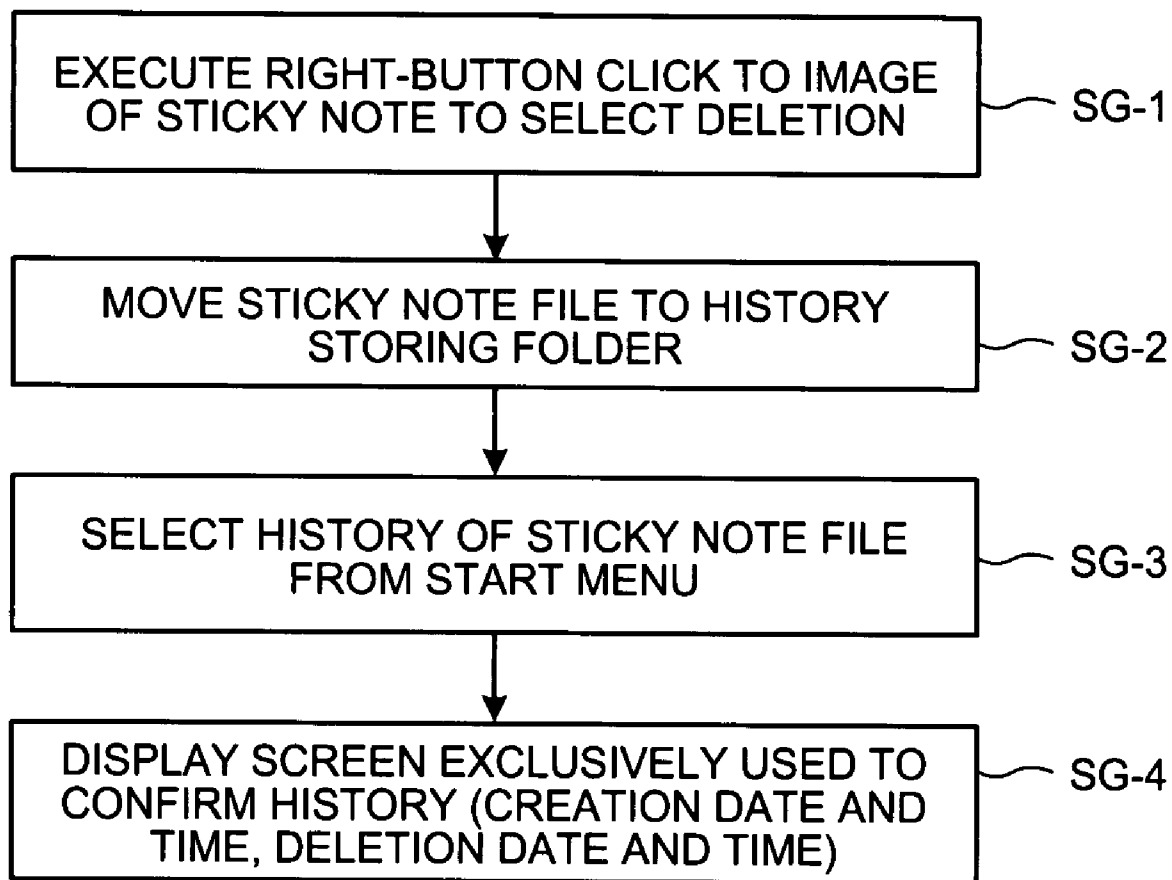 EXECUTE RIGHT-BUTTON CLICK TO IMAGE
OF STICKY NOTE TO SELECT DELETION
SG-1
MOVE STICKY NOTE FILE TO HISTORY
STORING FOLDER
SG-2
SELECT HISTORY OF STICKY NOTE FILE
FROM START MENU
SG-3
DISPLAY SCREEN EXCLUSIVELY USED TO
CONFIRM HISTORY (CREATION DATE AND
TIME, DELETION DATE AND TIME)
SG-4